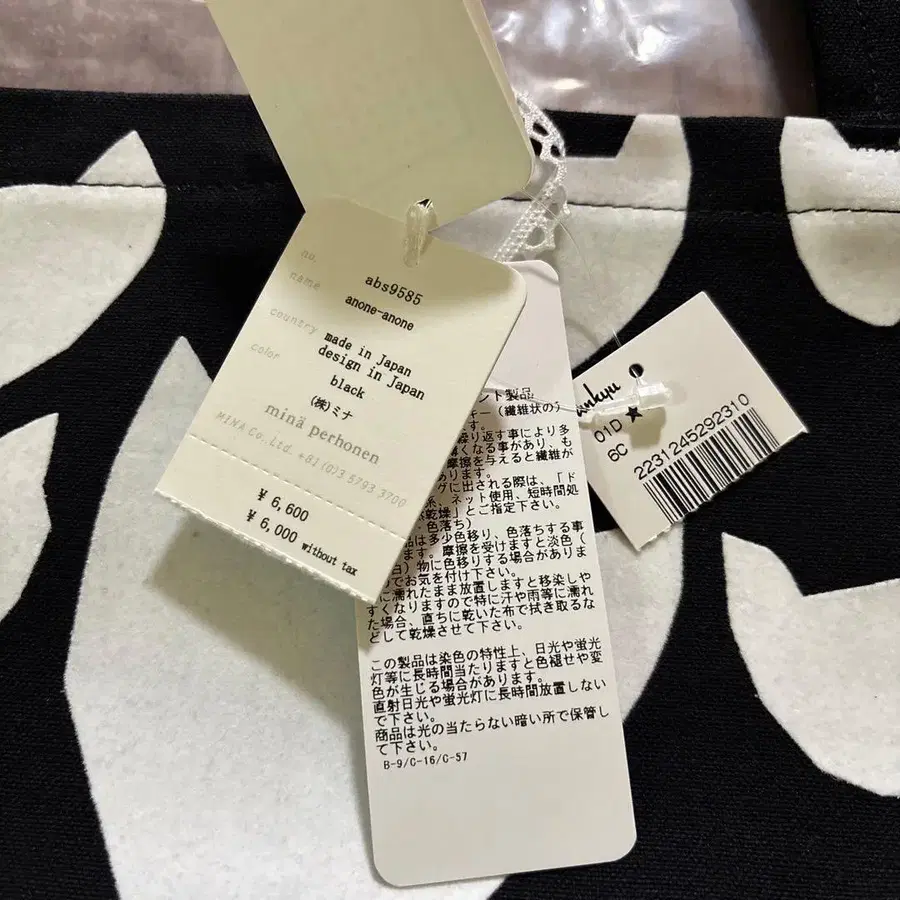 no.
abs9585
name
anone-anone
country
made in Japan
design in Japan
color
black
(株)ミナ
minä perhonen
MINA Co.,Ltd. +81(0)3 5793 3700
¥ 6,600
¥ 6,000 without tax
ント製品
(繊維状の
す。
り返す事により多
くなる事があり、も
摩擦を与えると繊維が
あります。
グに出される際は、「ド
系、ネット使用、短時間処
乾燥」とご指定下さい。
・色落ち)
品は多少色移り、色落ちする事
ます。摩擦を受けますと淡色(
白)物に色移りする場合がありま
でお気を付け下さい。
に濡れたまま放置しますと移染しや
すくなりますので特に汗や雨等に濡れ
た場合、直ちに乾いた布で拭き取るな
どして乾燥させて下さい。
この製品は染色の特性上、日光や蛍光
灯等に長時間当たりますと色褪せや変
色が生じる場合があります。
直射日光や蛍光灯に長時間放置しない
で下さい。
商品は光の当たらない暗い所で保管し
て下さい。
B-9/C-16/C-57
ankyu
01D ★
6C
2231245292310